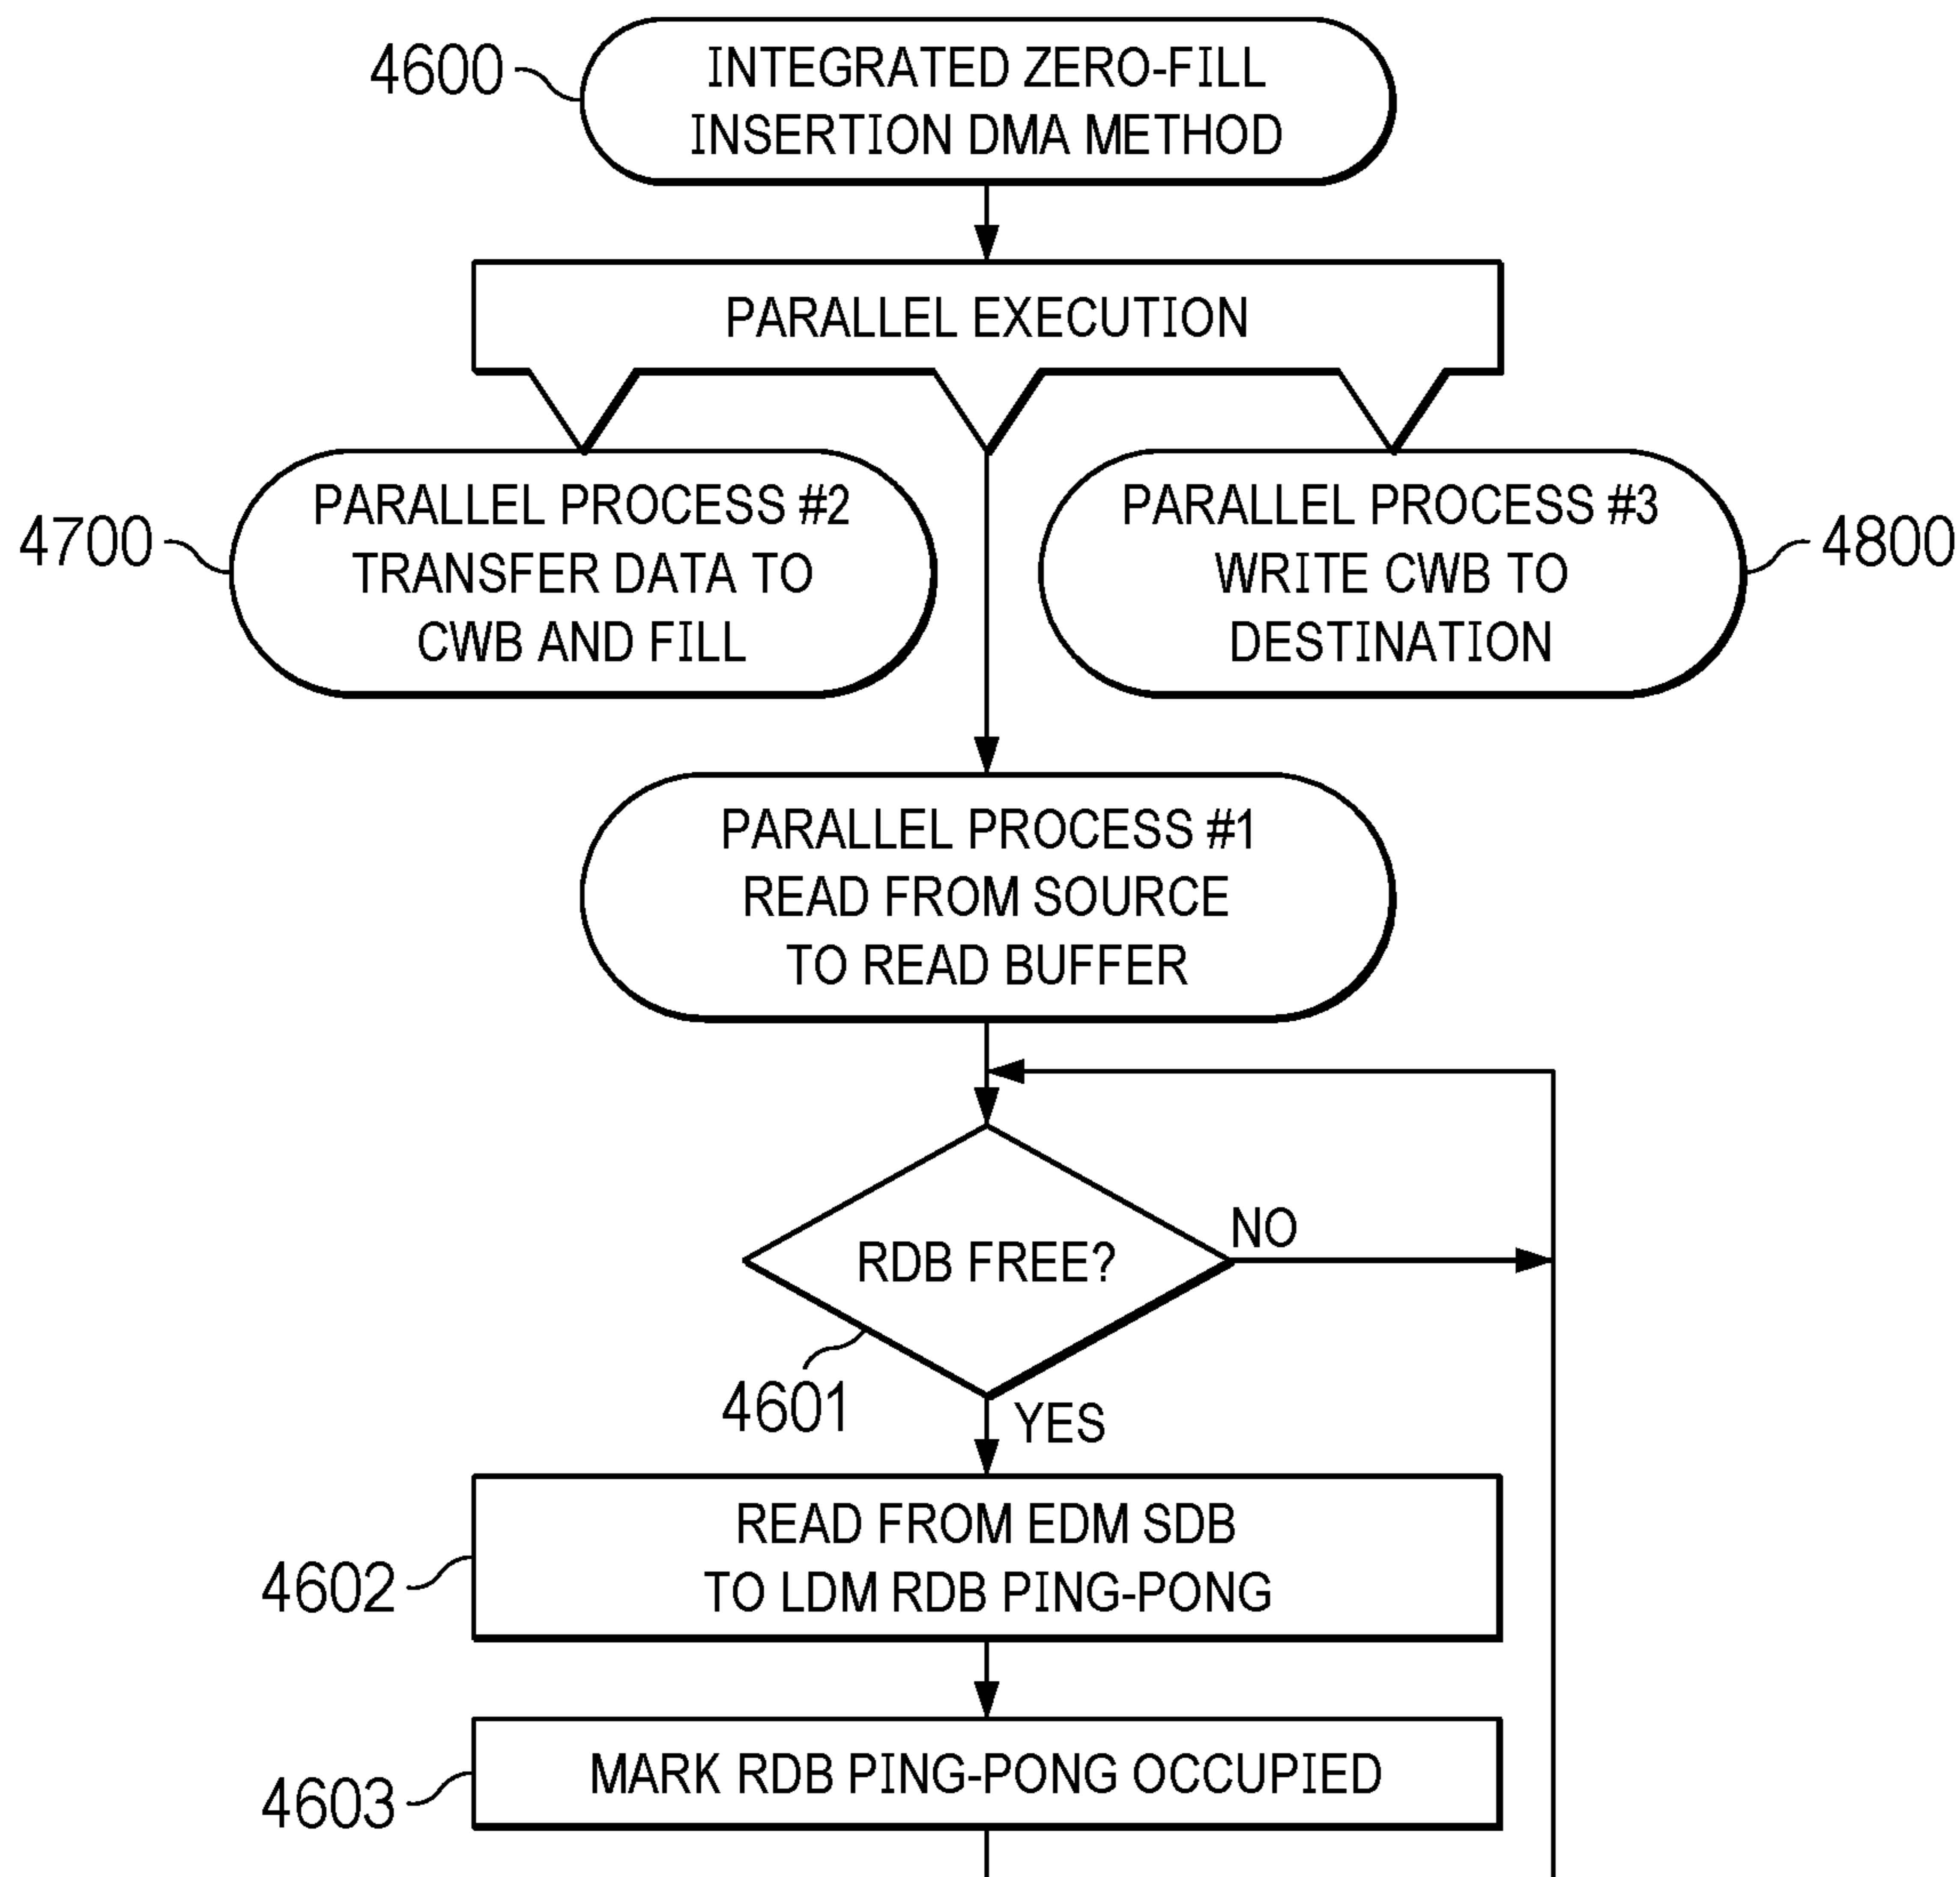 4600
INTEGRATED ZERO-FILL
INSERTION DMA METHOD
PARALLEL EXECUTION
4700
PARALLEL PROCESS #2
TRANSFER DATA TO
CWB AND FILL
PARALLEL PROCESS #3
WRITE CWB TO
DESTINATION
4800
PARALLEL PROCESS #1
READ FROM SOURCE
TO READ BUFFER
RDB FREE?
NO
4601
YES
4602
READ FROM EDM SDB
TO LDM RDB PING-PONG
4603
MARK RDB PING-PONG OCCUPIED